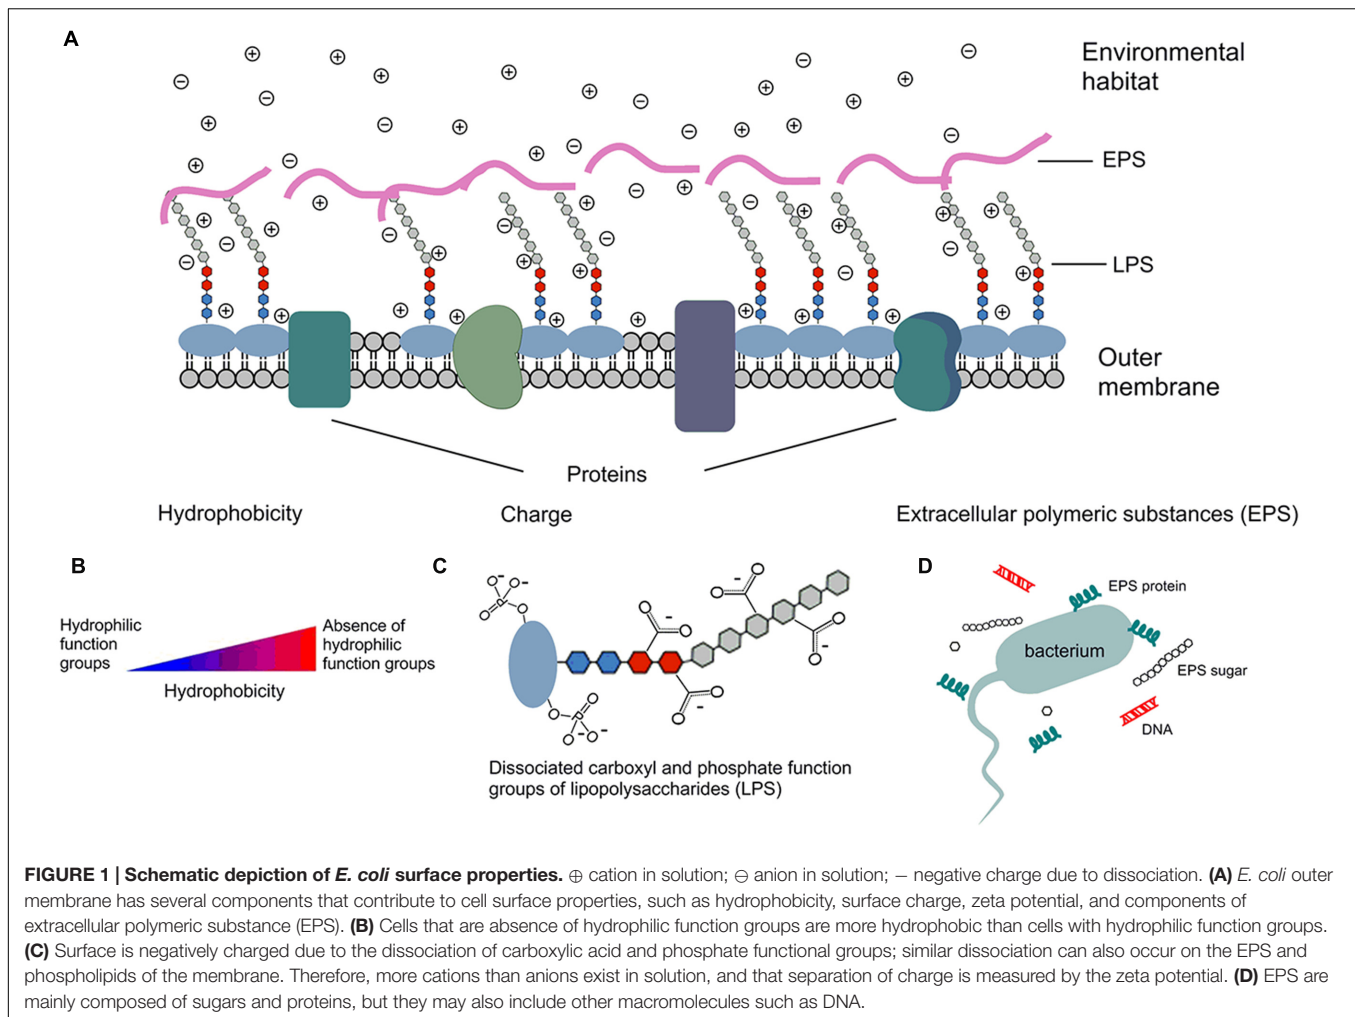 A
Environmental
habitat
EPS
LPS
Outer
membrane
Proteins
Hydrophobicity
Charge
Extracellular polymeric substances (EPS)
B
Hydrophilic
function
groups
Absence of
hydrophilic
function groups
Hydrophobicity
C
O
O-
O-
P
O
O
O
-
O
O
-
O
O
-
O
O
-
O
O
P
O
O-
O-
Dissociated carboxyl and phosphate function
groups of lipopolysaccharides (LPS)
D
EPS protein
bacterium
EPS sugar
DNA
FIGURE 1 | Schematic depiction of E. coli surface properties. ⊕ cation in solution; ⊖ anion in solution; − negative charge due to dissociation. (A) E. coli outer
membrane has several components that contribute to cell surface properties, such as hydrophobicity, surface charge, zeta potential, and components of
extracellular polymeric substance (EPS). (B) Cells that are absence of hydrophilic function groups are more hydrophobic than cells with hydrophilic function groups.
(C) Surface is negatively charged due to the dissociation of carboxylic acid and phosphate functional groups; similar dissociation can also occur on the EPS and
phospholipids of the membrane. Therefore, more cations than anions exist in solution, and that separation of charge is measured by the zeta potential. (D) EPS are
mainly composed of sugars and proteins, but they may also include other macromolecules such as DNA.